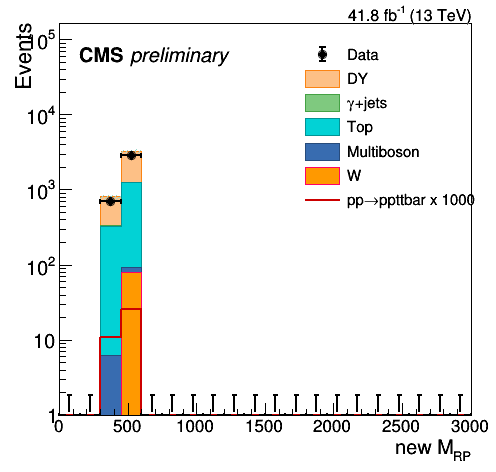 41.8 fb⁻¹ (13 TeV)
Events
CMS preliminary
Data
DY
γ+jets
Top
Multiboson
W
pp→ppttbar x 1000
10⁵
10⁴
10³
10²
10
1
0 500 1000 1500 2000 2500 3000
new M_RP